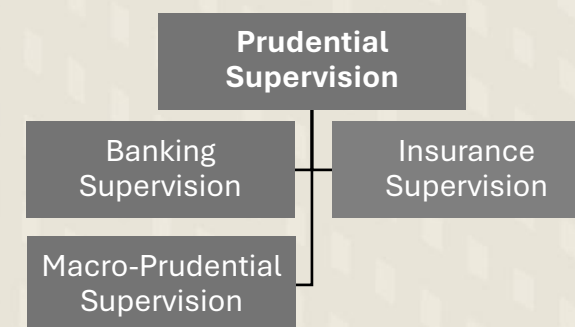 Prudential
Supervision
Banking
Supervision
Insurance
Supervision
Macro-Prudential
Supervision